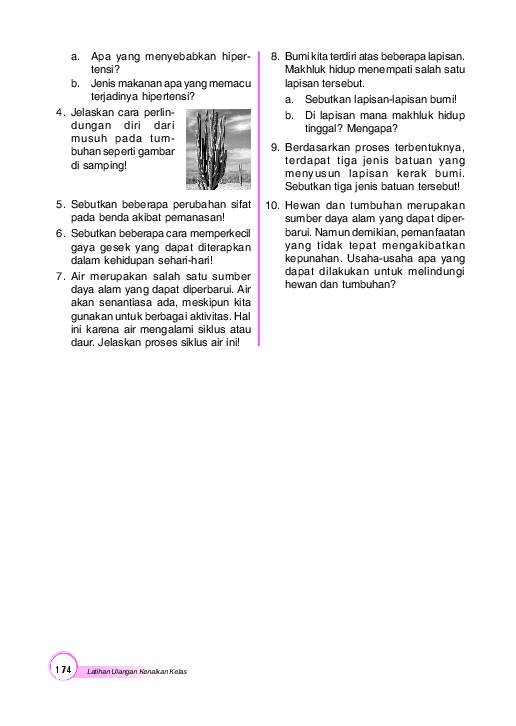 a. Apa yang menyebabkan hiper-
tensi?
b. Jenis makanan apa yang memacu
terjadinya hipertensi?
4. Jelaskan cara perlin-
dungan diri dari
musuh pada tum-
buhan seperti gambar
di samping!
5. Sebutkan beberapa perubahan sifat
pada benda akibat pemanasan!
6. Sebutkan beberapa cara memperkecil
gaya gesek yang dapat diterapkan
dalam kehidupan sehari-hari!
7. Air merupakan salah satu sumber
daya alam yang dapat diperbarui. Air
akan senantiasa ada, meskipun kita
gunakan untuk berbagai aktivitas. Hal
ini karena air mengalami siklus atau
daur. Jelaskan proses siklus air ini!
8. Bumi kita terdiri atas beberapa lapisan.
Makhluk hidup menempati salah satu
lapisan tersebut.
a. Sebutkan lapisan-lapisan bumi!
b. Di lapisan mana makhluk hidup
tinggal? Mengapa?
9. Berdasarkan proses terbentuknya,
terdapat tiga jenis batuan yang
menyusun lapisan kerak bumi.
Sebutkan tiga jenis batuan tersebut!
10. Hewan dan tumbuhan merupakan
sumber daya alam yang dapat diper-
barui. Namun demikian, pemanfaatan
yang tidak tepat mengakibatkan
kepunahan. Usaha-usaha apa yang
dapat dilakukan untuk melindungi
hewan dan tumbuhan?
174 Latihan Ulangan Kenaikan Kelas